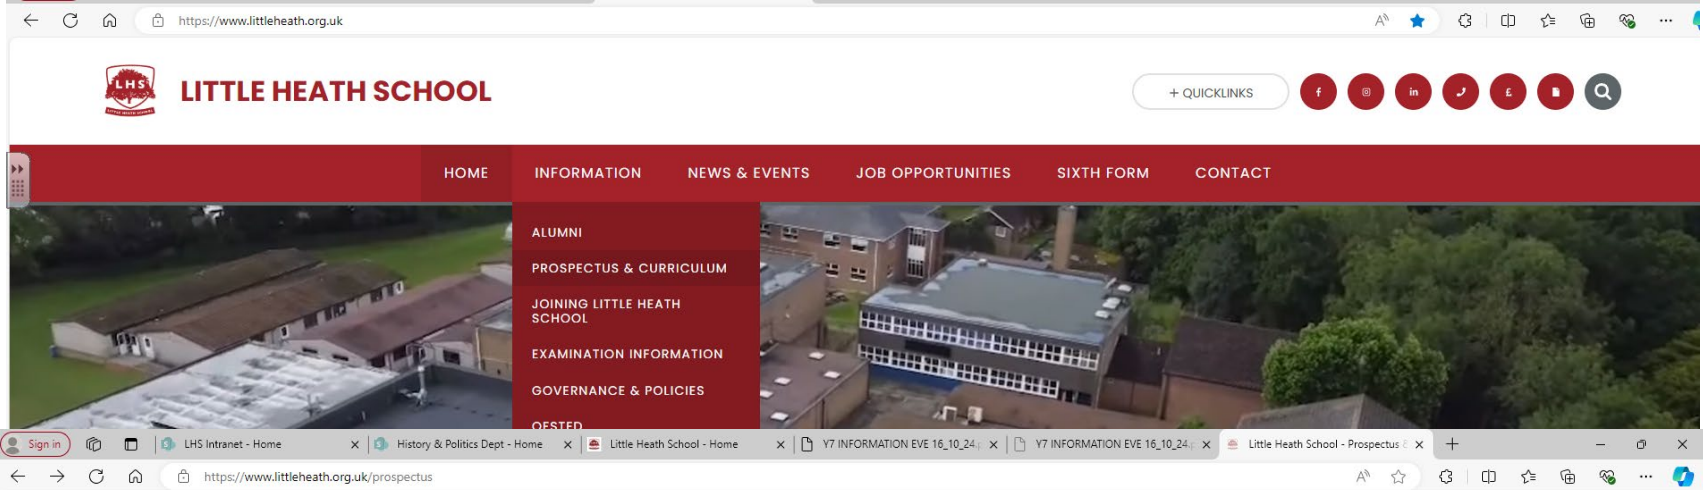 https://www.littleheath.org.uk
LHS
LITTLE HEATH SCHOOL
+ QUICKLINKS
HOME INFORMATION NEWS & EVENTS JOB OPPORTUNITIES SIXTH FORM CONTACT
ALUMNI
PROSPECTUS & CURRICULUM
JOINING LITTLE HEATH
SCHOOL
EXAMINATION INFORMATION
GOVERNANCE & POLICIES
OFSTED
Sign in LHS Intranet - Home History & Politics Dept - Home Little Heath School - Home Y7 INFORMATION EVE 16_10_24. Y7 INFORMATION EVE 16_10_24. Little Heath School - Prospectus
https://www.littleheath.org.uk/prospectus